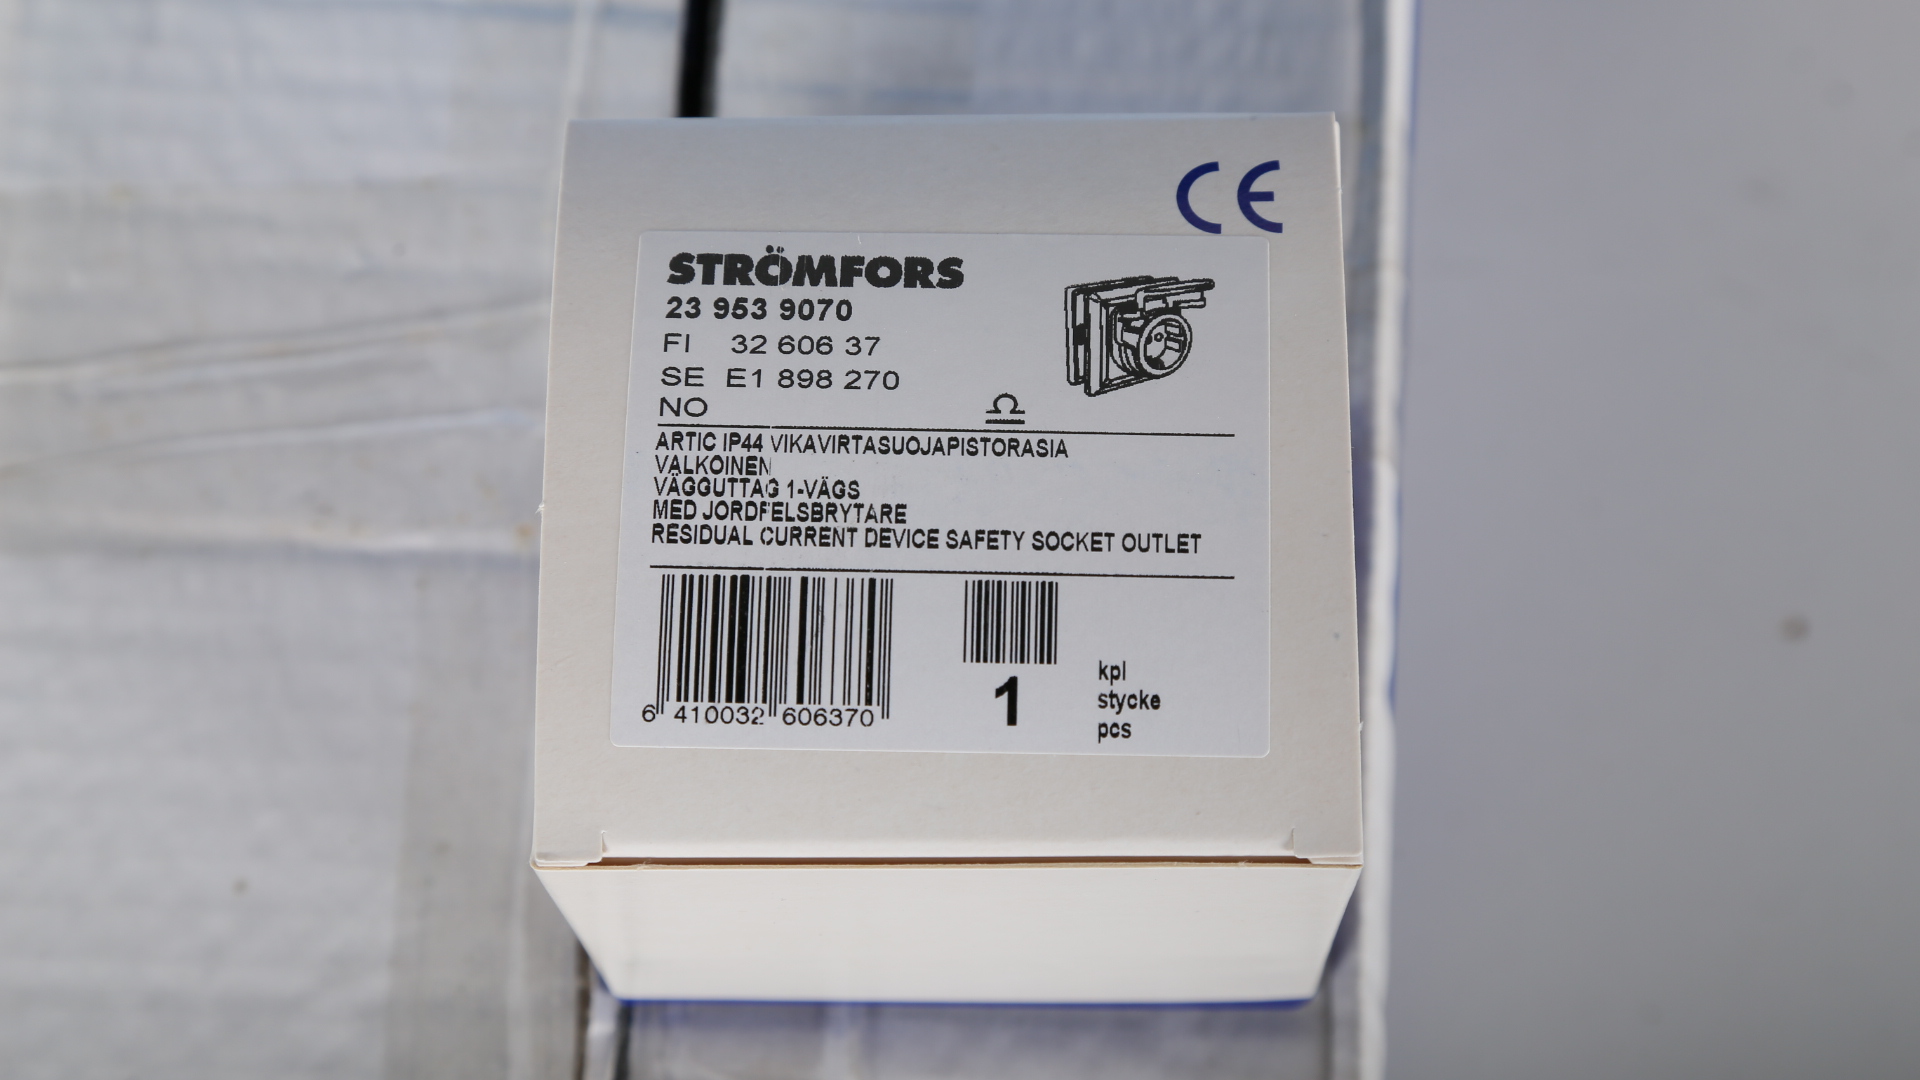 CE
STRÖMFORS
23 953 9070
FI 32 606 37
SE E1 898 270
NO
ARTIC IP44 VIKAVIRTASUOJAPISTORASIA
VALKOINEN
VÄGGUTTAG 1-VÄGS
MED JORDFELSBRYTARE
RESIDUAL CURRENT DEVICE SAFETY SOCKET OUTLET
6 410032 606370
1
kpl
stycke
pcs